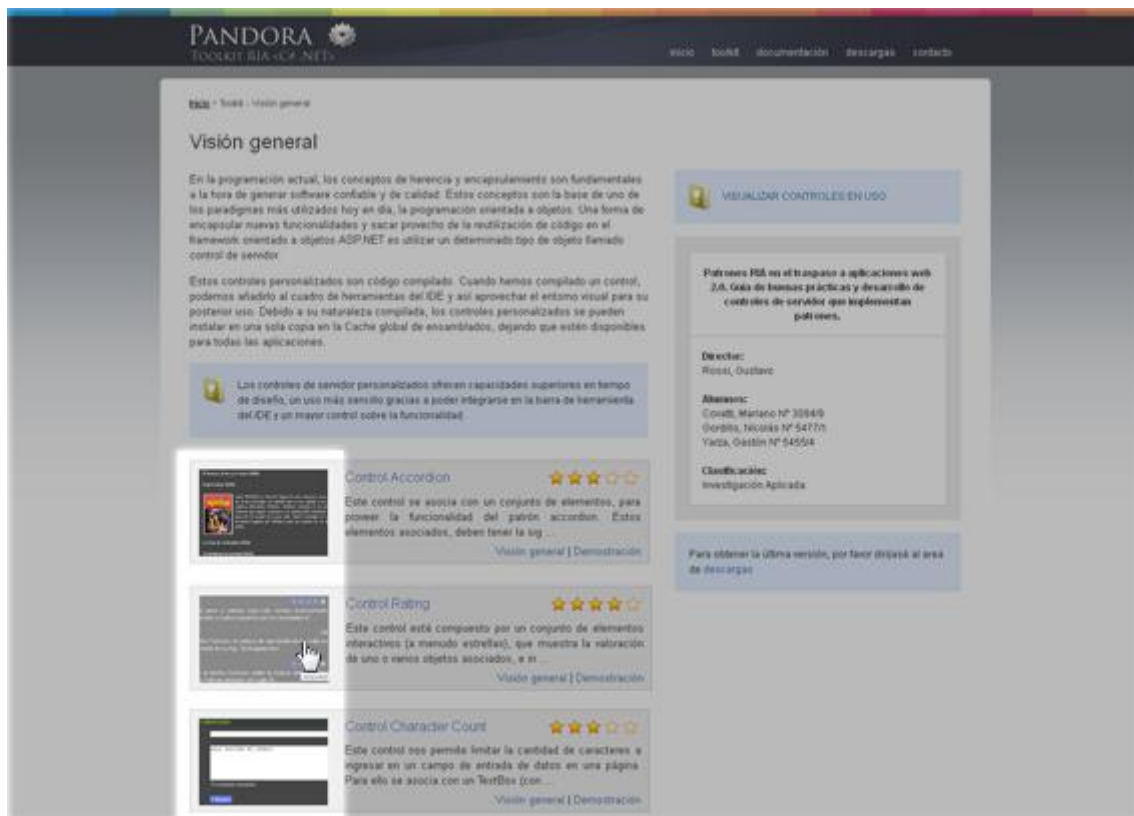 PANDORA
TOOLKIT RIA <C# .NET>
inicio toolkit documentación descargas contacto
Inicio > Toolkit - Visión general
Visión general
En la programación actual, los conceptos de herencia y encapsulamiento son fundamentales
a la hora de generar software confiable y de calidad. Estos conceptos son la base de uno de
los paradigmas más utilizados hoy en día, la programación orientada a objetos. Una forma de
encapsular nuevas funcionalidades y sacar provecho de la reutilización de código en el
framework orientado a objetos ASP.NET es utilizar un determinado tipo de objeto llamado
control de servidor.
Estos controles personalizados son código compilado. Cuando hemos compilado un control,
podemos añadirlo al cuadro de herramientas del IDE y así aprovechar el entorno visual para su
posterior uso. Debido a su naturaleza compilada, los controles personalizados se pueden
instalar en una sola copia en la Cache global de ensamblados, dejando que estén disponibles
para todas las aplicaciones.
Los controles de servidor personalizados ofrecen capacidades superiores en tiempo
de diseño, un uso más sencillo gracias a poder integrarse en la barra de herramienta
del IDE y un mayor control sobre la funcionalidad.
Control Accordion
Este control se asocia con un conjunto de elementos, para
proveer la funcionalidad del patrón accordion. Estos
elementos asociados, deben tener la sig ...
Visión general | Demostración
Control Rating
Este control esté compuesto por un conjunto de elementos
interactivos (a menudo estrellas), que muestra la valoración
de uno o varios objetos asociados, e in ...
Visión general | Demostración
Control Character Count
Este control nos permite limitar la cantidad de caracteres a
ingresar en un campo de entrada de datos en una página.
Para ello se asocia con un TextBox (con ...
Visión general | Demostración
VISUALIZAR CONTROLES EN USO
Patrones RIA en el traspaso a aplicaciones web
2.0. Guía de buenas prácticas y desarrollo de
controles de servidor que implementan
patrones.
Director:
Rossi, Gustavo
Alumnos:
Covatti, Mariano Nº
Gordillo, Nicolás Nº 5477/1
Yarza, Gastón Nº 5455/4
Clasificación:
Investigación Aplicada
Para obtener la última versión, por favor diríjasé al area
de descargas